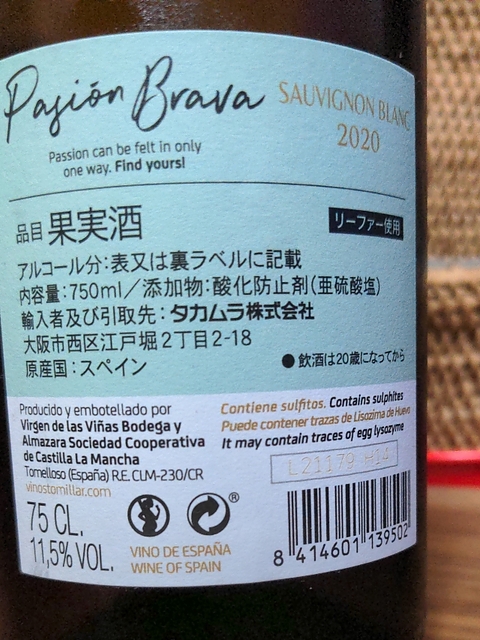 Pasión Brava
SAUVIGNON BLANC
2020
Passion can be felt in only
one way. Find yours!
品目 果実酒
リーファー使用
アルコール分:表又は裏ラベルに記載
内容量:750ml/添加物:酸化防止剤(亜硫酸塩)
輸入者及び引取先:タカムラ株式会社
大阪市西区江戸堀2丁目2-18
原産国:スペイン
●飲酒は20歳になってから
Producido y embotellado por
Virgen de las Viñas Bodega y
Almazara Sociedad Cooperativa
de Castilla La Mancha
Tomelloso (España) R.E. CLM-230/CR
vinostomillar.com
Contiene sulfitos. Contains sulphites
Puede contener trazas de Lisozima de Huevo
It may contain traces of egg lysozyme
L21179 H14
75 CL.
11,5% VOL.
®
VINO DE ESPAÑA
WINE OF SPAIN
8 414601 139502